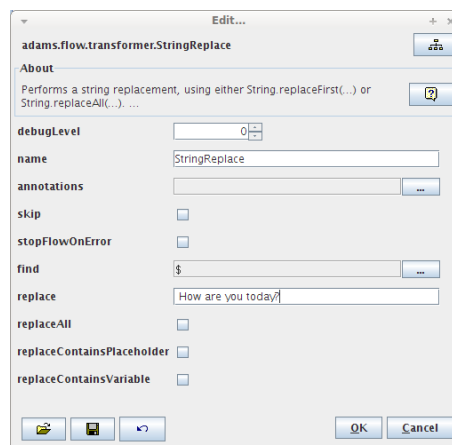 Edit...
adams.flow.transformer.StringReplace
About
Performs a string replacement, using either String.replaceFirst(...) or
String.replaceAll(...). ...
debugLevel 0
name StringReplace
annotations ...
skip
stopFlowOnError
find $ ...
replace How are you today?
replaceAll
replaceContainsPlaceholder
replaceContainsVariable
OK Cancel